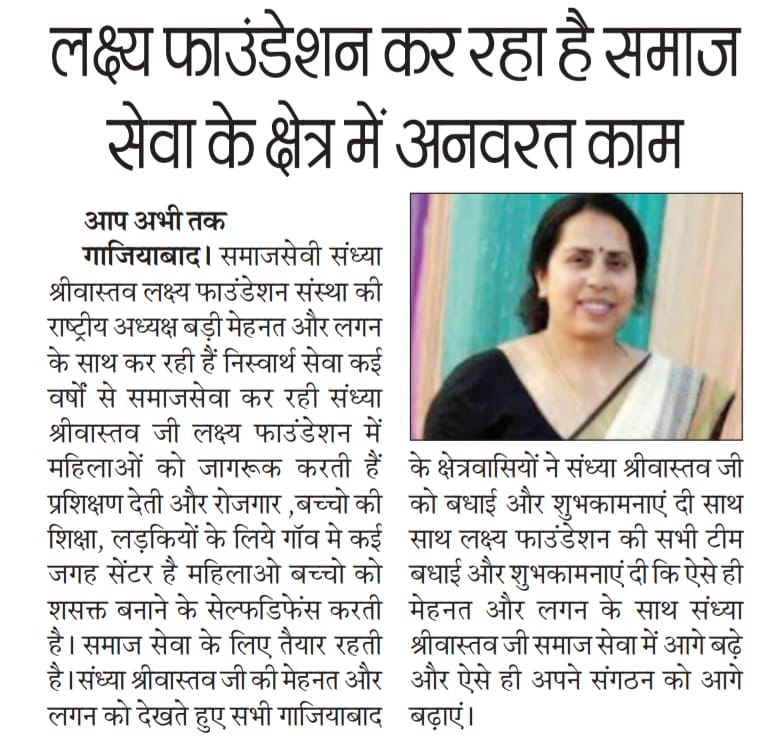 लक्ष्य फाउंडेशन कर रहा है समाज
सेवा के क्षेत्र में अनवरत काम
आप अभी तक
गाजियाबाद। समाजसेवी संध्या
श्रीवास्तव लक्ष्य फाउंडेशन संस्था की
राष्ट्रीय अध्यक्ष बड़ी मेहनत और लगन
के साथ कर रही हैं निस्वार्थ सेवा कई
वर्षों से समाजसेवा कर रही संध्या
श्रीवास्तव जी लक्ष्य फाउंडेशन में
महिलाओं को जागरूक करती हैं
प्रशिक्षण देती और रोजगार ,बच्चो की
शिक्षा, लड़कियों के लिये गॉव मे कई
जगह सेंटर है महिलाओ बच्चो को
शसक्त बनाने के सेल्फडिफेंस करती
है। समाज सेवा के लिए तैयार रहती
है। संध्या श्रीवास्तव जी की मेहनत और
लगन को देखते हुए सभी गाजियाबाद
के क्षेत्रवासियों ने संध्या श्रीवास्तव जी
को बधाई और शुभकामनाएं दी साथ
साथ लक्ष्य फाउंडेशन की सभी टीम
बधाई और शुभकामनाएं दी कि ऐसे ही
मेहनत और लगन के साथ संध्या
श्रीवास्तव जी समाज सेवा में आगे बढ़े
और ऐसे ही अपने संगठन को आगे
बढ़ाएं।